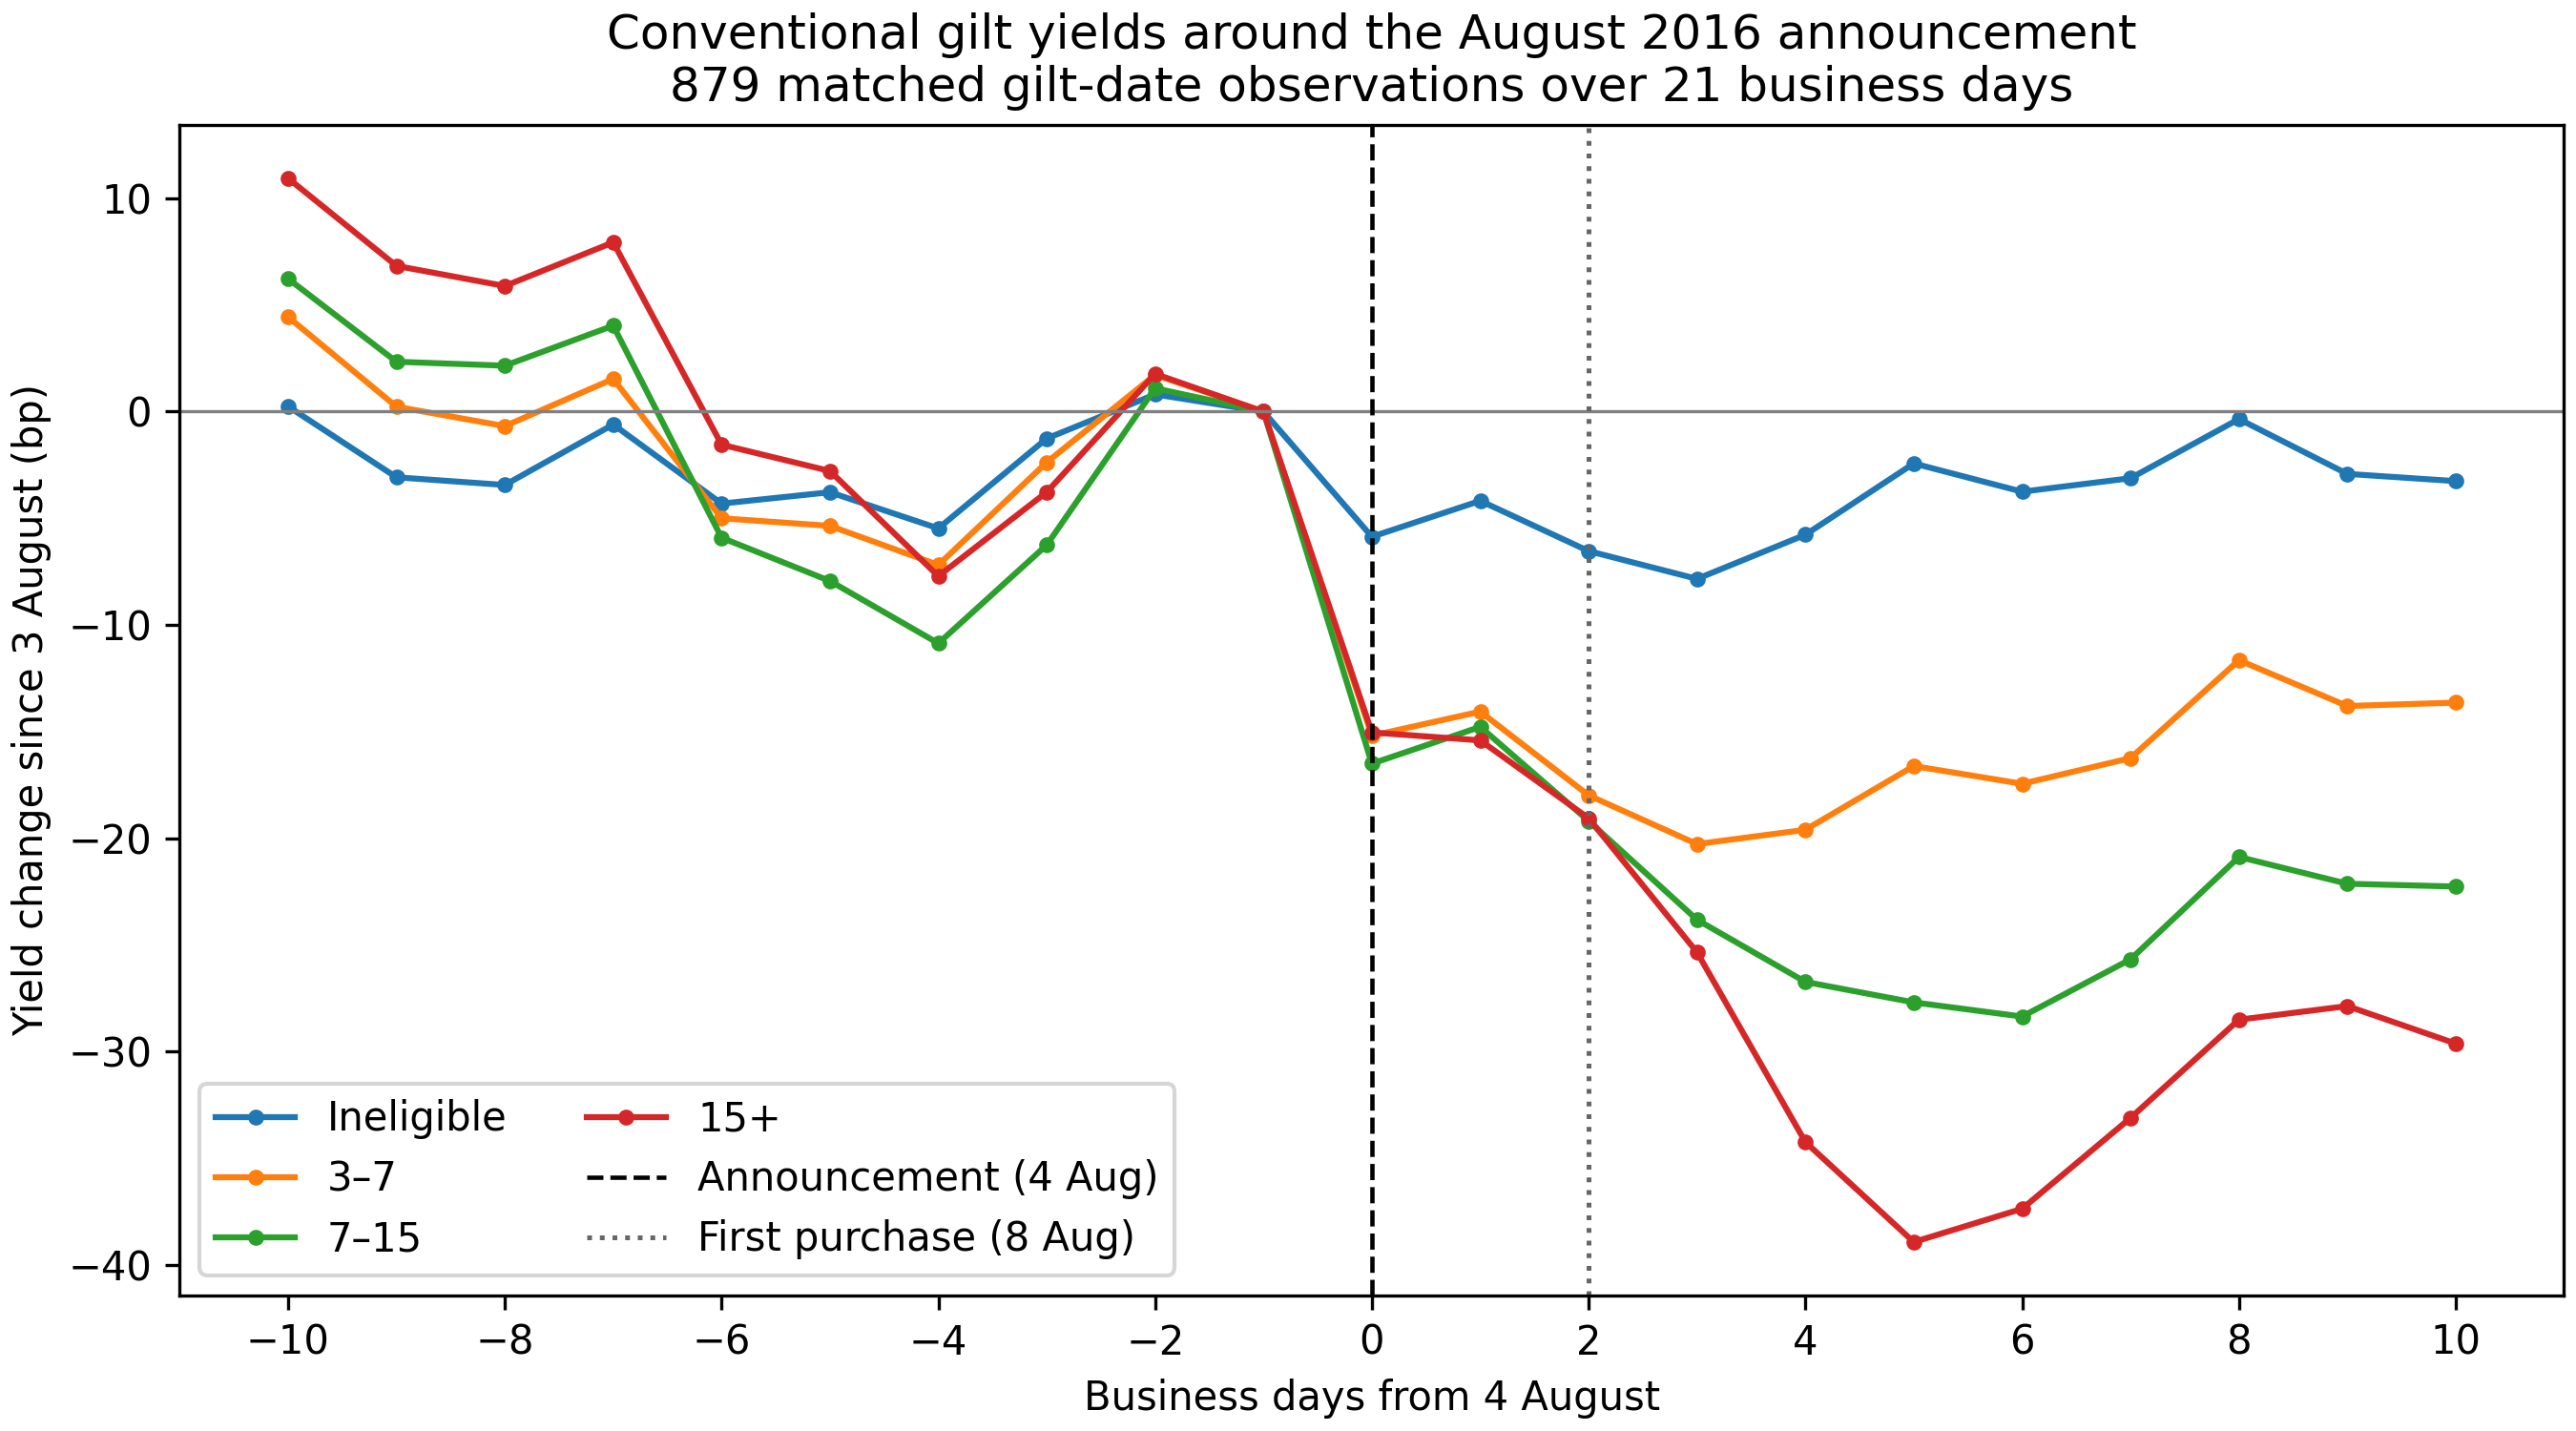 Conventional gilt yields around the August 2016 announcement
879 matched gilt-date observations over 21 business days
Yield change since 3 August (bp)
10
0
−10
−20
−30
−40
Ineligible
3–7
7–15
15+
Announcement (4 Aug)
First purchase (8 Aug)
−10 −8 −6 −4 −2 0 2 4 6 8 10
Business days from 4 August